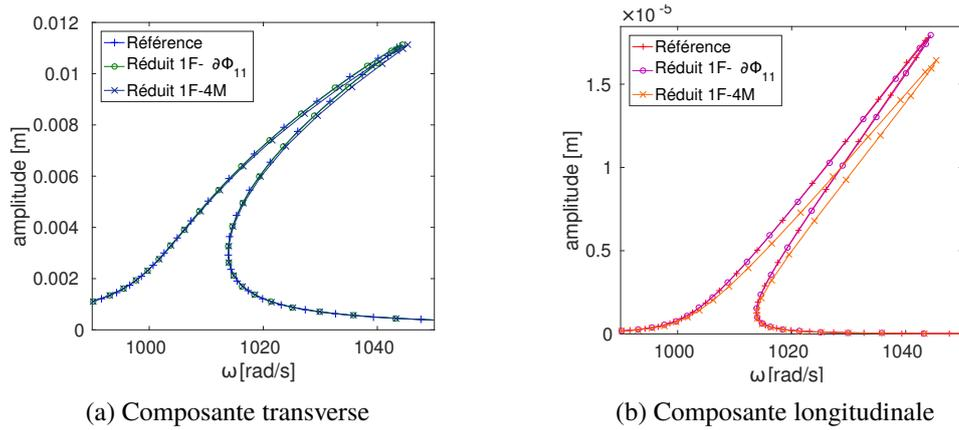 0.012
0.01
0.008
0.006
0.004
0.002
0
amplitude [m]
Référence
Réduit 1F- ∂Φ₁₁
Réduit 1F-4M
1000
1020
1040
ω [rad/s]
(a) Composante transverse
×10⁻⁵
1.5
1
0.5
0
amplitude [m]
Référence
Réduit 1F- ∂Φ₁₁
Réduit 1F-4M
1000
1020
1040
ω [rad/s]
(b) Composante longitudinale